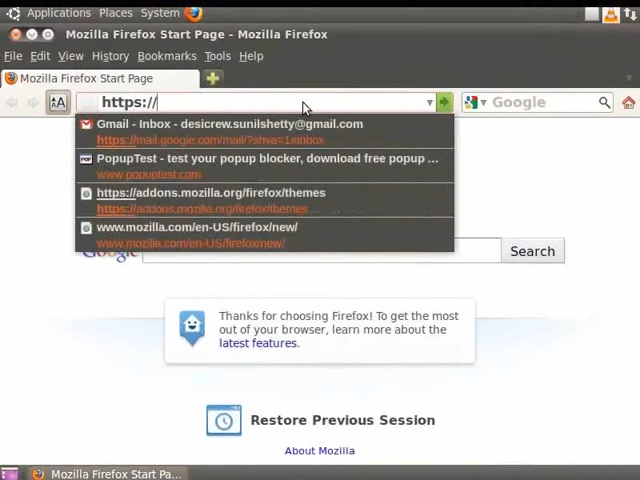 Applications Places System
Mozilla Firefox Start Page - Mozilla Firefox
File Edit View History Bookmarks Tools Help
Mozilla Firefox Start Page
https://
Google
Gmail - Inbox - desicrew.sunilshetty@gmail.com
https://mail.google.com/mail/?shva=1#inbox
PopupTest - test your popup blocker, download free popup ...
www.popuptest.com
https://addons.mozilla.org/firefox/themes
https://addons.mozilla.org/firefox/themes
www.mozilla.com/en-US/firefox/new/
www.mozilla.com/en-US/firefox/new/
Google
Search
Thanks for choosing Firefox! To get the most
out of your browser, learn more about the
latest features.
Restore Previous Session
About Mozilla
Mozilla Firefox Start Pa...